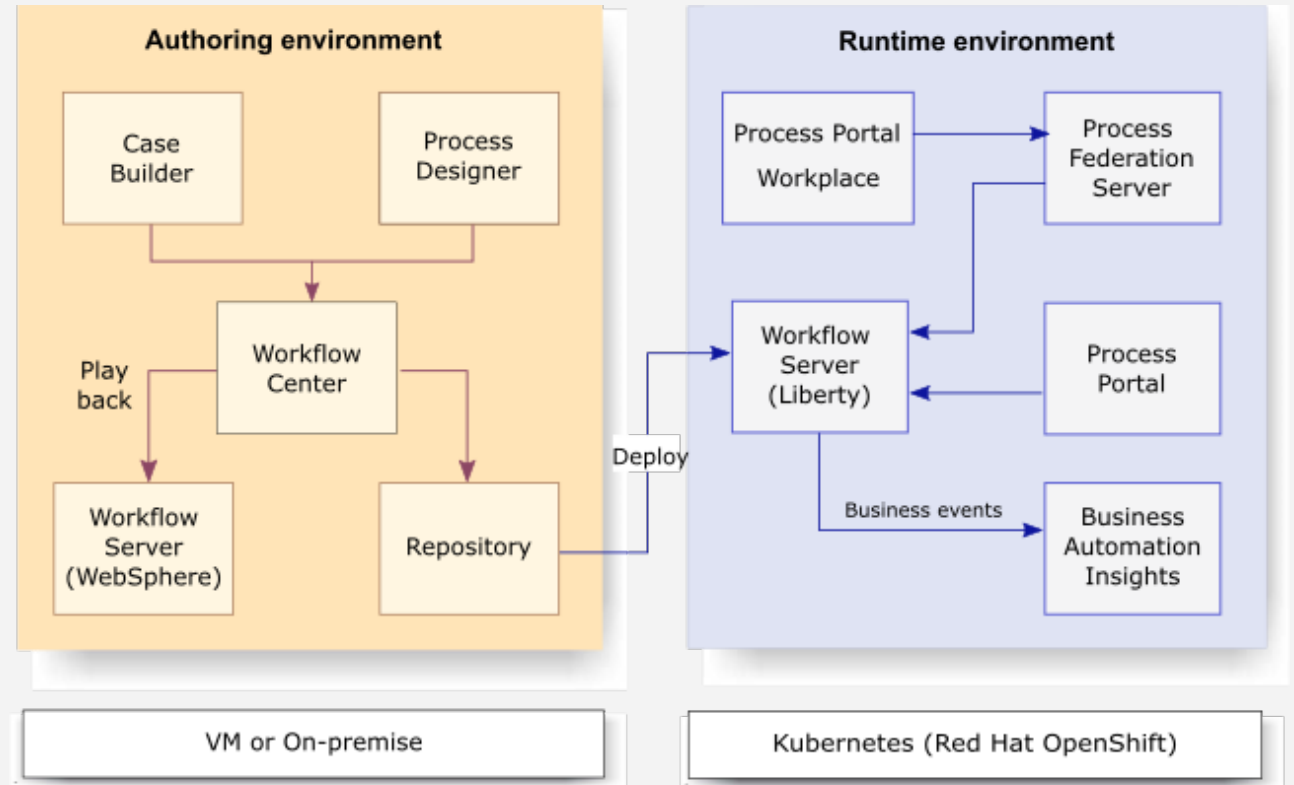 Authoring environment
Case
Builder
Process
Designer
Workflow
Center
Play
back
Workflow
Server
(WebSphere)
Repository
Deploy
VM or On-premise
Runtime environment
Process Portal
Workplace
Process
Federation
Server
Workflow
Server
(Liberty)
Process
Portal
Business events
Business
Automation
Insights
Kubernetes (Red Hat OpenShift)